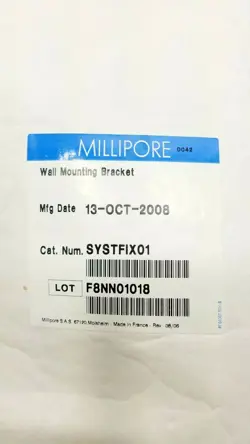 MILLIPORE 0042
Wall Mounting Bracket
Mfg Date 13-OCT-2008
Cat. Num. SYSTFIX01
LOT F8NN01018
Millipore S.A.S. 67120 Molsheim - Made in France - Rev. 06/06